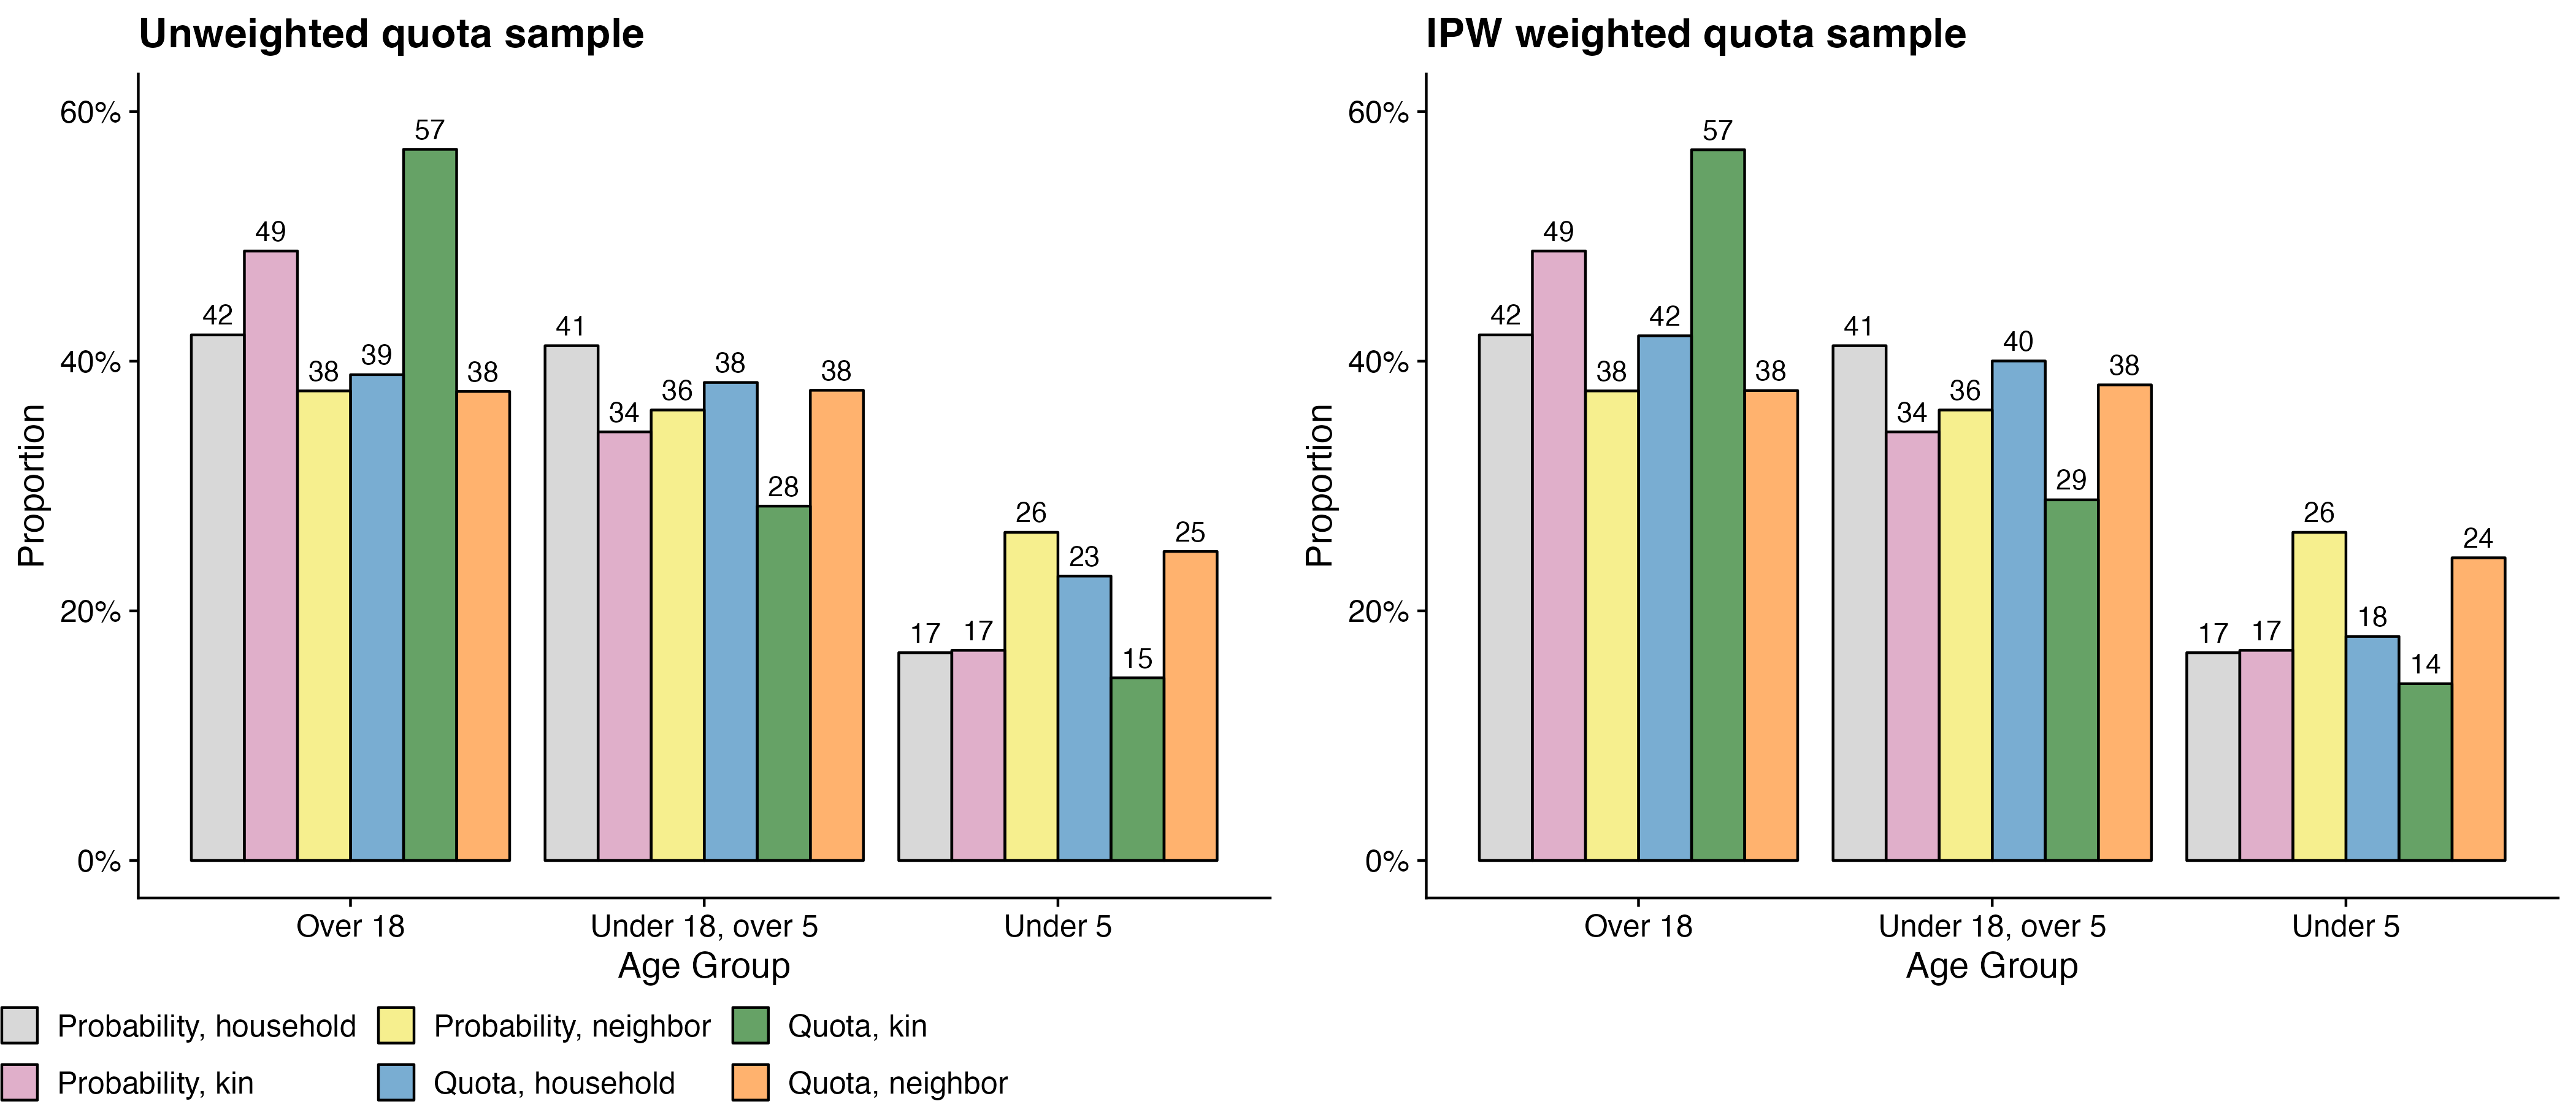 Unweighted quota sample
60%
40%
20%
0%
Proportion
42
49
38
39
57
38
41
34
36
38
28
38
17
17
26
23
15
25
Over 18
Under 18, over 5
Under 5
Age Group
IPW weighted quota sample
60%
40%
20%
0%
Proportion
42
49
38
42
57
38
41
34
36
40
29
38
17
17
26
18
14
24
Over 18
Under 18, over 5
Under 5
Age Group
Probability, household
Probability, neighbor
Quota, kin
Probability, kin
Quota, household
Quota, neighbor